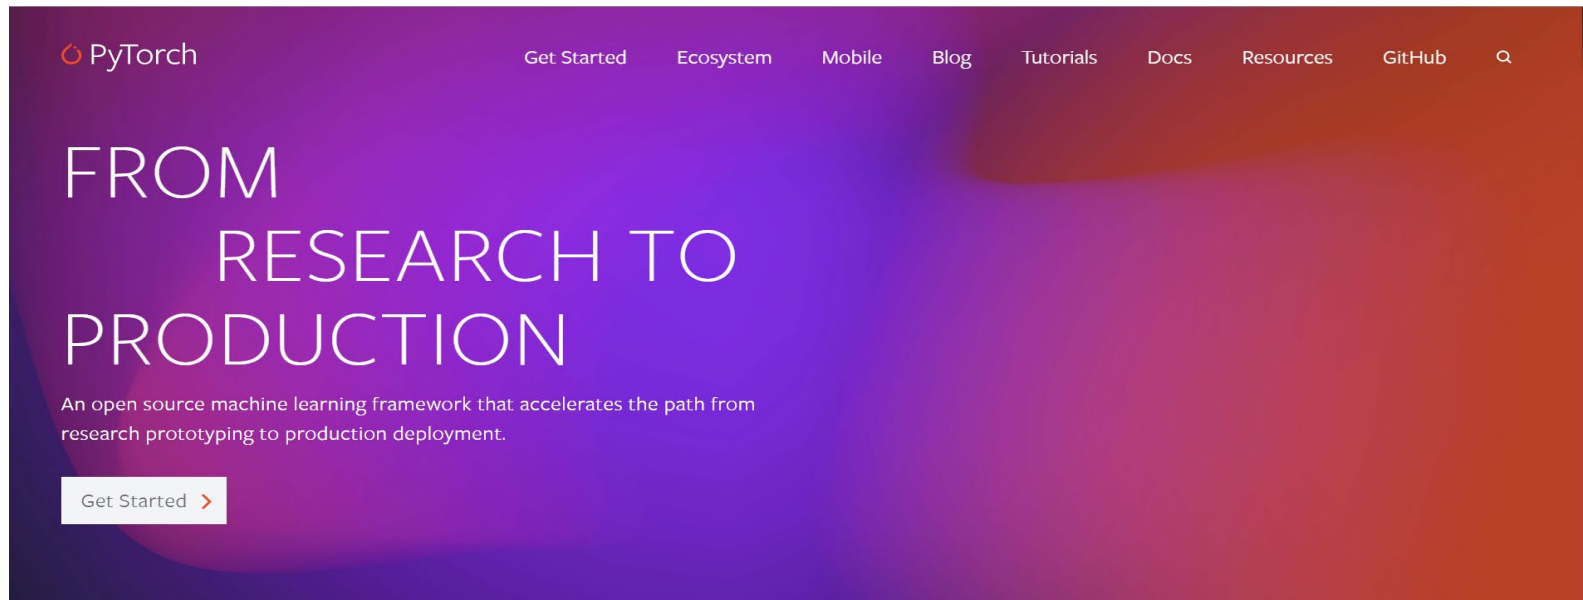 PyTorch
Get Started Ecosystem Mobile Blog Tutorials Docs Resources GitHub
FROM
RESEARCH TO
PRODUCTION
An open source machine learning framework that accelerates the path from
research prototyping to production deployment.
Get Started